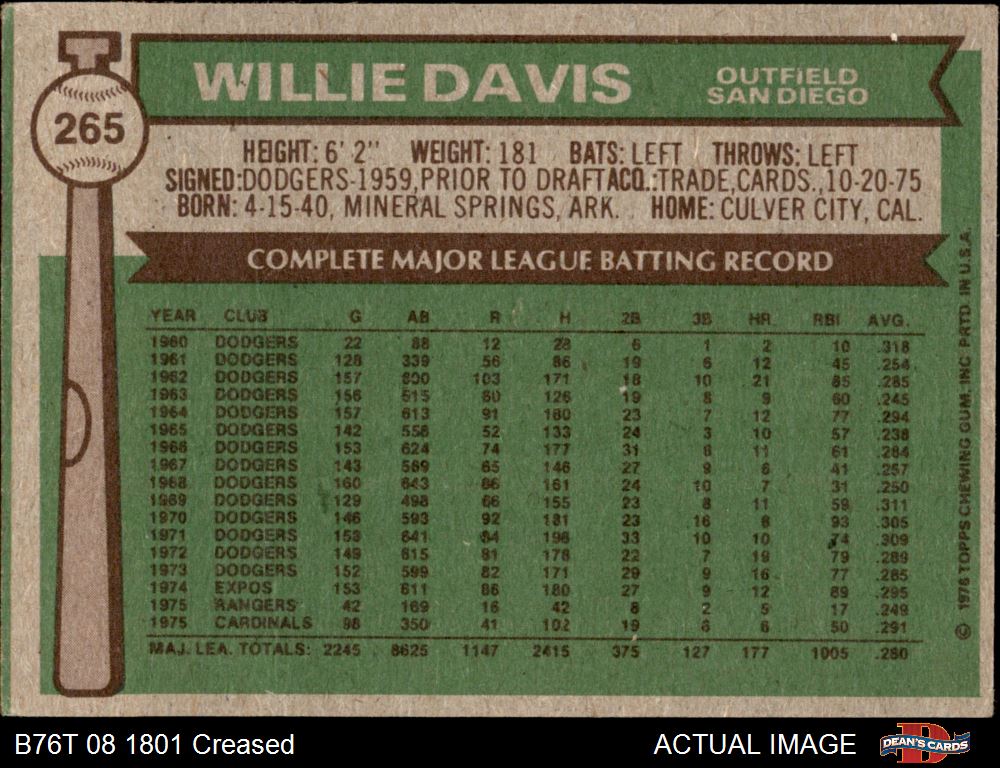 WILLIE DAVIS
OUTFIELD
SAN DIEGO
265
HEIGHT: 6' 2" WEIGHT: 181 BATS: LEFT THROWS: LEFT
SIGNED: DODGERS-1959, PRIOR TO DRAFT ACQ.: TRADE, CARDS., 10-20-75
BORN: 4-15-40, MINERAL SPRINGS, ARK. HOME: CULVER CITY, CAL.
COMPLETE MAJOR LEAGUE BATTING RECORD
YEAR CLUB G AB R H 2B 3B HR RBI AVG.
1960 DODGERS 22 88 12 28 6 1 2 10 .318
1961 DODGERS 128 339 56 86 19 6 12 45 .254
1962 DODGERS 157 600 103 171 18 10 21 85 .285
1963 DODGERS 156 515 60 126 19 8 9 60 .245
1964 DODGERS 157 613 91 180 23 7 12 77 .294
1965 DODGERS 142 558 52 133 24 3 10 57 .238
1966 DODGERS 153 624 74 177 31 6 11 61 .284
1967 DODGERS 143 569 65 146 27 9 6 41 .257
1968 DODGERS 160 643 86 161 24 10 7 31 .250
1969 DODGERS 129 498 66 155 23 8 11 59 .311
1970 DODGERS 146 593 92 181 23 16 8 93 .305
1971 DODGERS 153 641 84 198 33 10 10 74 .309
1972 DODGERS 149 615 81 178 22 7 19 79 .289
1973 DODGERS 152 599 82 171 29 9 16 77 .285
1974 EXPOS 153 611 86 180 27 9 12 89 .295
1975 RANGERS 42 169 16 42 8 2 5 17 .249
1975 CARDINALS 98 350 41 102 19 6 6 50 .291
MAJ. LEA. TOTALS: 2245 8625 1147 2415 375 127 177 1005 .280
© 1976 TOPPS CHEWING GUM, INC PRTD. IN U.S.A.
B76T 08 1801 Creased
ACTUAL IMAGE
DEAN'S CARDS